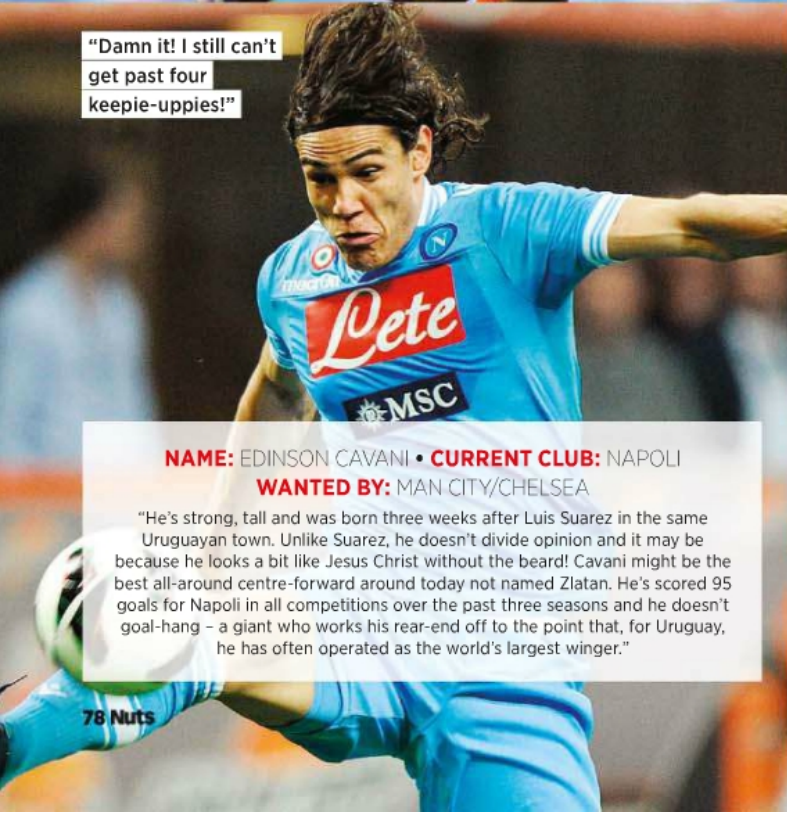 “Damn it! I still can’t
get past four
keepie-uppies!”
N
macron
Lete
MSC
NAME: EDINSON CAVANI • CURRENT CLUB: NAPOLI
WANTED BY: MAN CITY/CHELSEA
“He’s strong, tall and was born three weeks after Luis Suarez in the same
Uruguayan town. Unlike Suarez, he doesn’t divide opinion and it may be
because he looks a bit like Jesus Christ without the beard! Cavani might be the
best all-around centre-forward around today not named Zlatan. He’s scored 95
goals for Napoli in all competitions over the past three seasons and he doesn’t
goal-hang – a giant who works his rear-end off to the point that, for Uruguay,
he has often operated as the world’s largest winger.”
78 Nuts